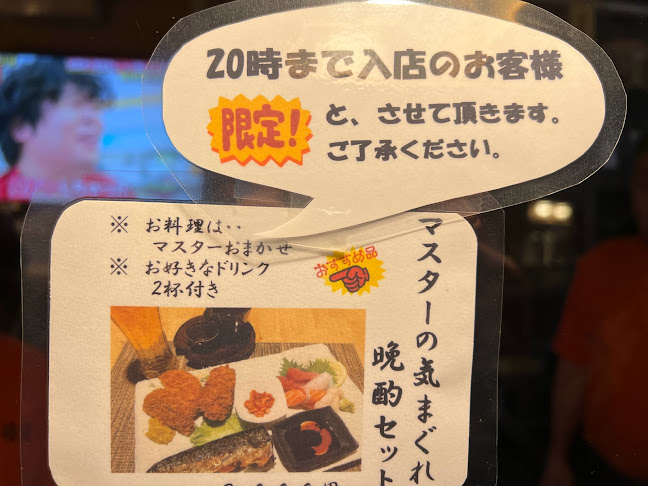 20時まで入店のお客様
限定!
と、させて頂きます。
ご了承ください。
マスターの気まぐれ
晩酌セット
※ お料理は‥
マスターおまかせ
※ お好きなドリンク
2杯付き
おすすめ品